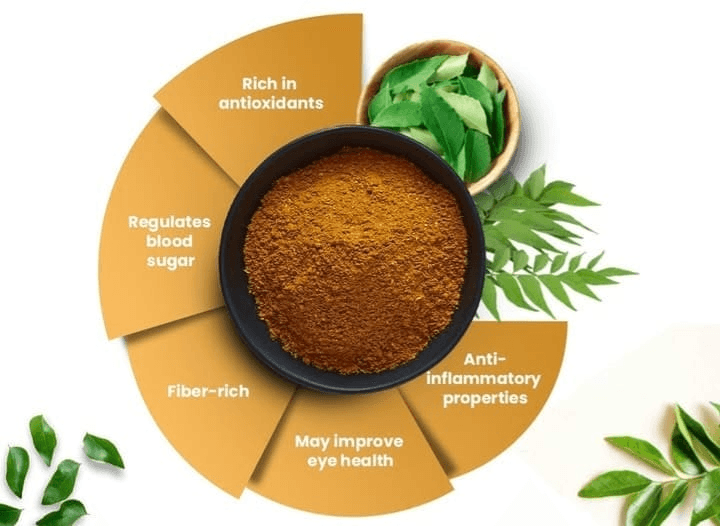 Rich in
antioxidants
Regulates
blood
sugar
Fiber-rich
May improve
eye health
Anti-
inflammatory
properties